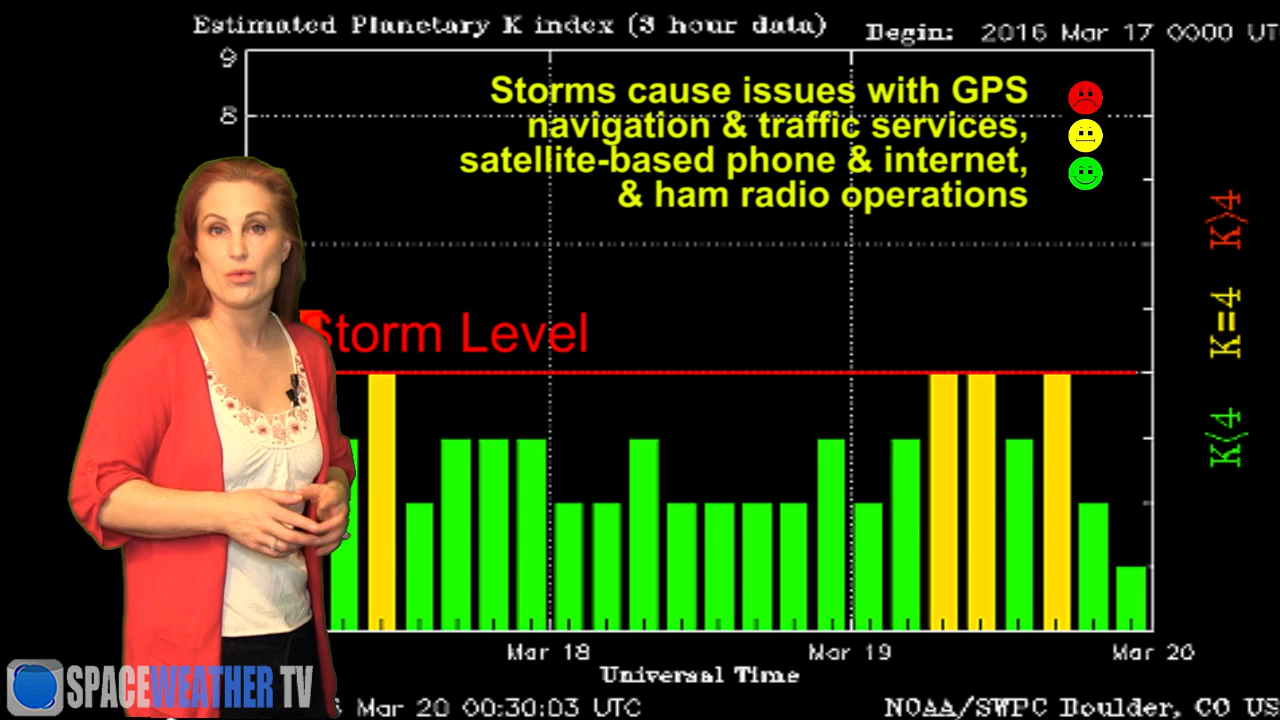 Estimated Planetary K index (3 hour data)
Begin: 2016 Mar 17 0000 UT
9
8
Storms cause issues with GPS
navigation & traffic services,
satellite-based phone & internet,
& ham radio operations
Storm Level
K>4
K=4
K<4
Mar 18
Mar 19
Mar 20
Universal Time
SPACEWEATHER TV
Mar 20 00:30:03 UTC
NOAA/SWPC Boulder, CO US